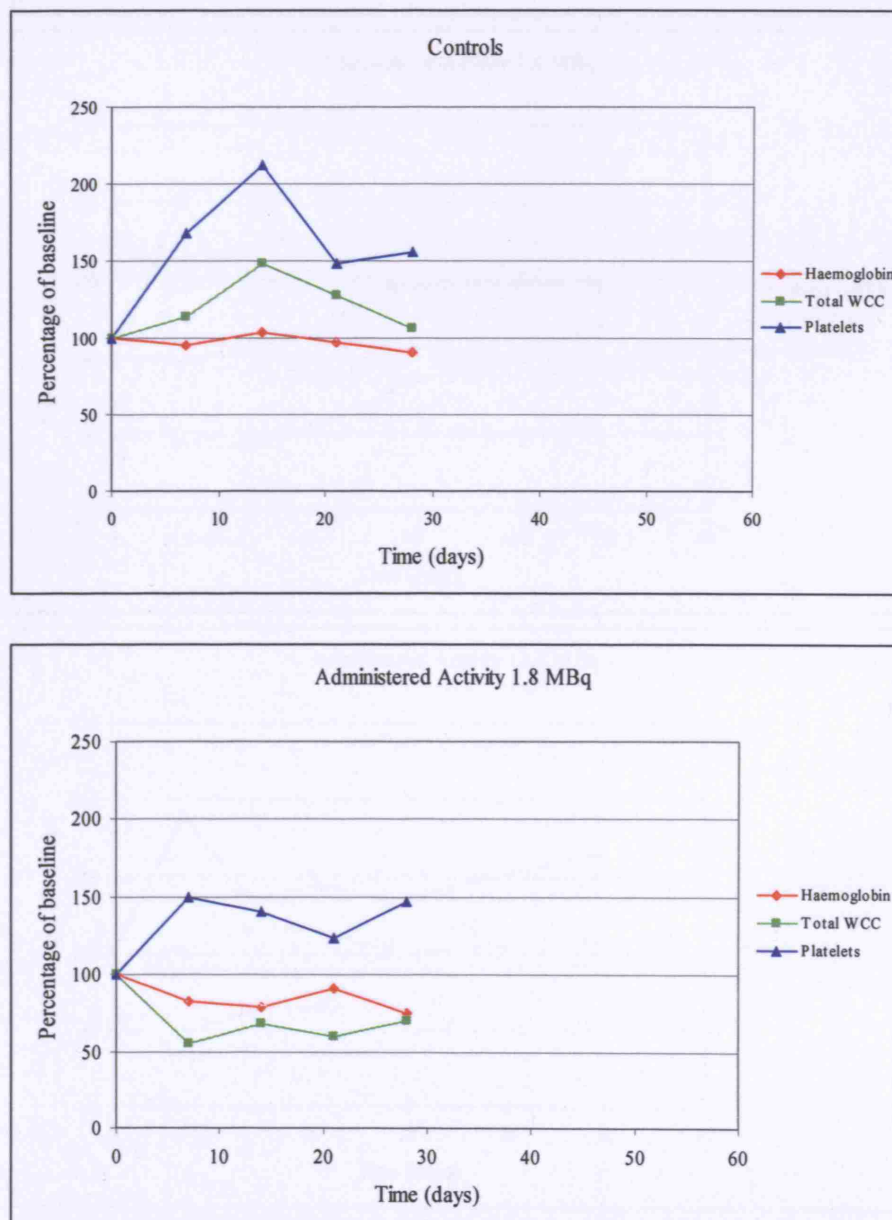 Controls
250
200
150
100
50
0
Percentage of baseline
0 10 20 30 40 50 60
Time (days)
Haemoglobin
Total WCC
Platelets
Administered Activity 1.8 MBq
250
200
150
100
50
0
Percentage of baseline
0 10 20 30 40 50 60
Time (days)
Haemoglobin
Total WCC
Platelets